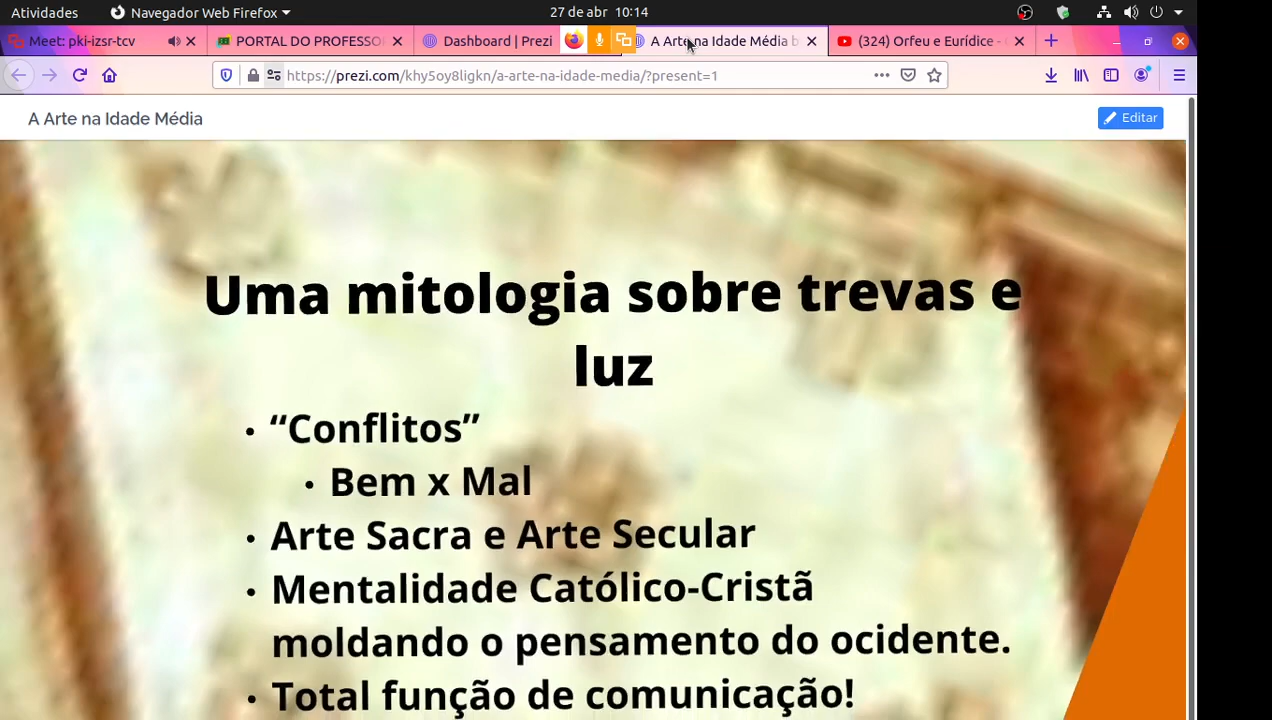 Atividades Navegador Web Firefox 27 de abr 10:14
Meet: pki-izsr-tcv PORTAL DO PROFESSO Dashboard | Prezi A Arte na Idade Média b (324) Orfeu e Eurídice -
https://prezi.com/khy5oy8ligkn/a-arte-na-idade-media/?present=1
A Arte na Idade Média Editar
Uma mitologia sobre trevas e
luz
• “Conflitos”
• Bem x Mal
• Arte Sacra e Arte Secular
• Mentalidade Católico-Cristã
moldando o pensamento do ocidente.
• Total função de comunicação!